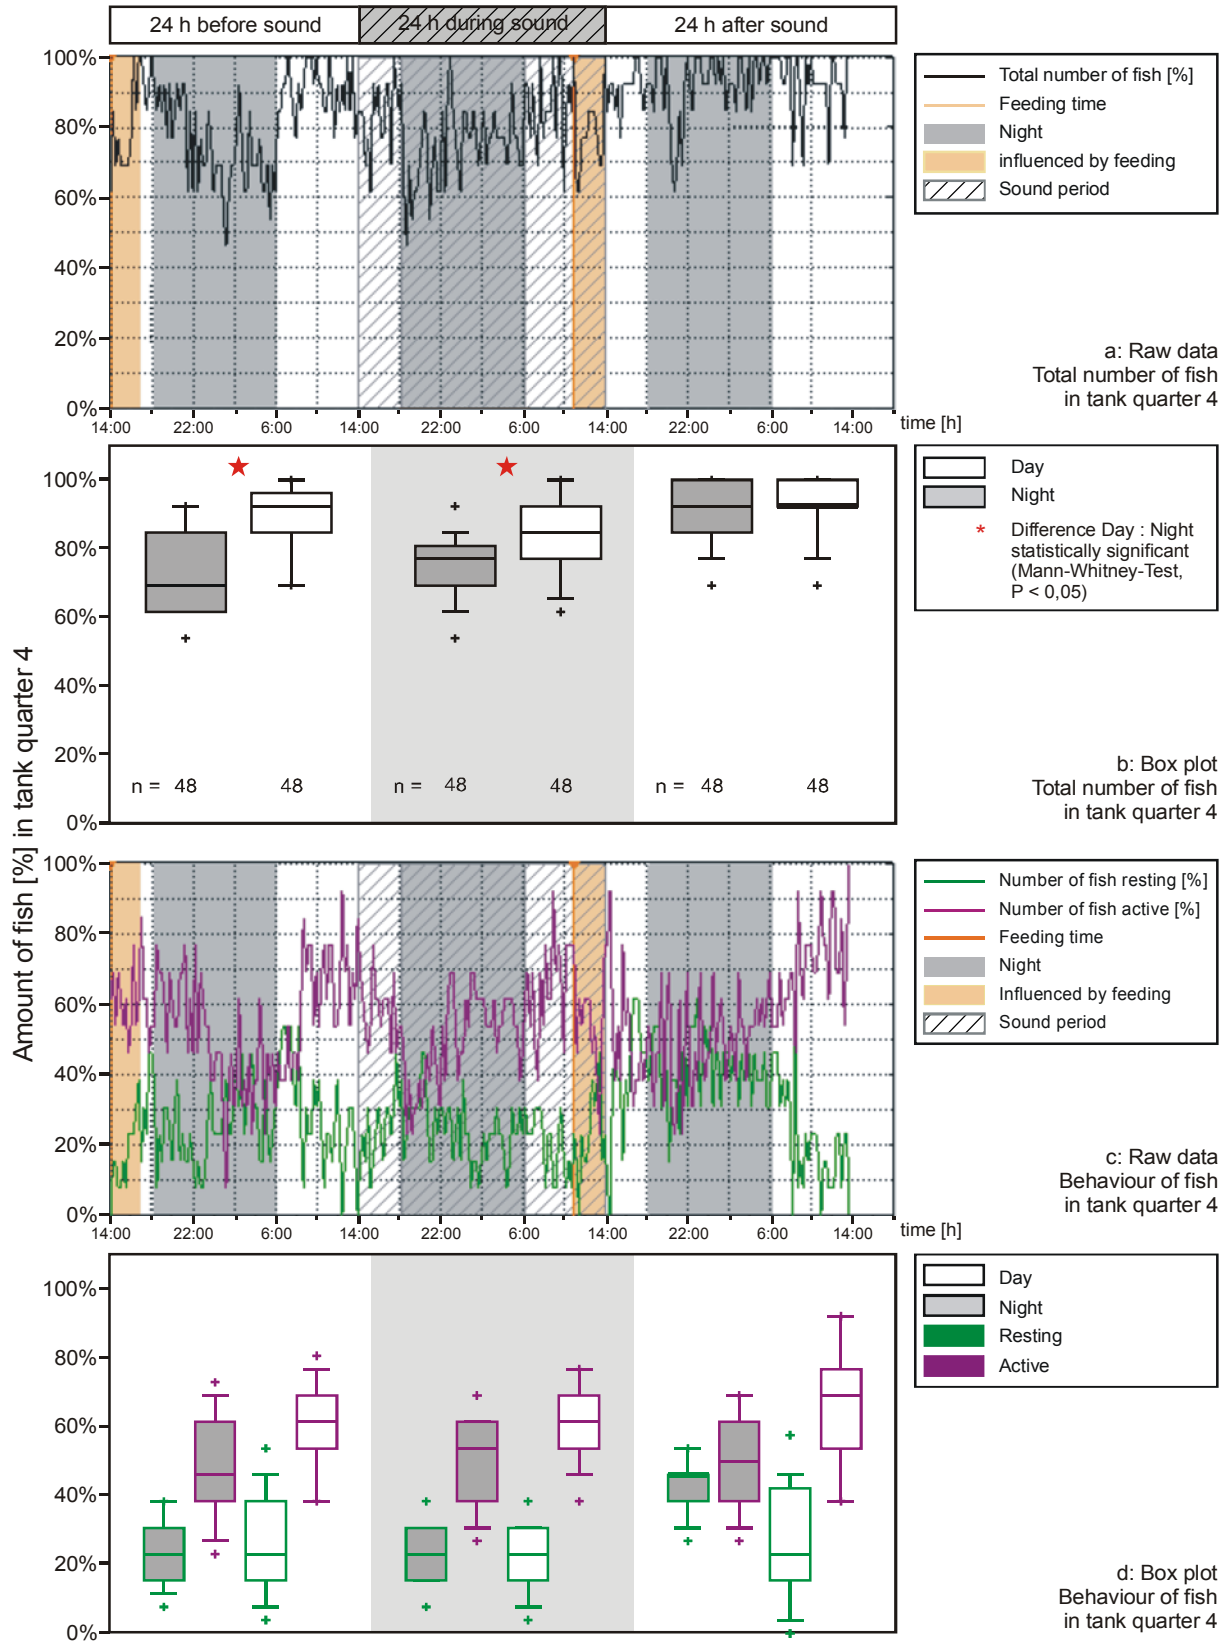 24 h before sound
24 h during sound
24 h after sound
100%
80%
60%
40%
20%
0%
14:00
22:00
6:00
14:00
22:00
6:00
14:00
22:00
6:00
14:00
time [h]
Total number of fish [%]
Feeding time
Night
influenced by feeding
Sound period
a: Raw data
Total number of fish
in tank quarter 4
Amount of fish [%] in tank quarter 4
100%
80%
60%
40%
20%
0%
n = 48
48
n = 48
48
n = 48
48
Day
Night
* Difference Day : Night
statistically significant
(Mann-Whitney-Test,
P < 0,05)
b: Box plot
Total number of fish
in tank quarter 4
100%
80%
60%
40%
20%
0%
14:00
22:00
6:00
14:00
22:00
6:00
14:00
22:00
6:00
14:00
time [h]
Number of fish resting [%]
Number of fish active [%]
Feeding time
Night
Influenced by feeding
Sound period
c: Raw data
Behaviour of fish
in tank quarter 4
100%
80%
60%
40%
20%
0%
Day
Night
Resting
Active
d: Box plot
Behaviour of fish
in tank quarter 4